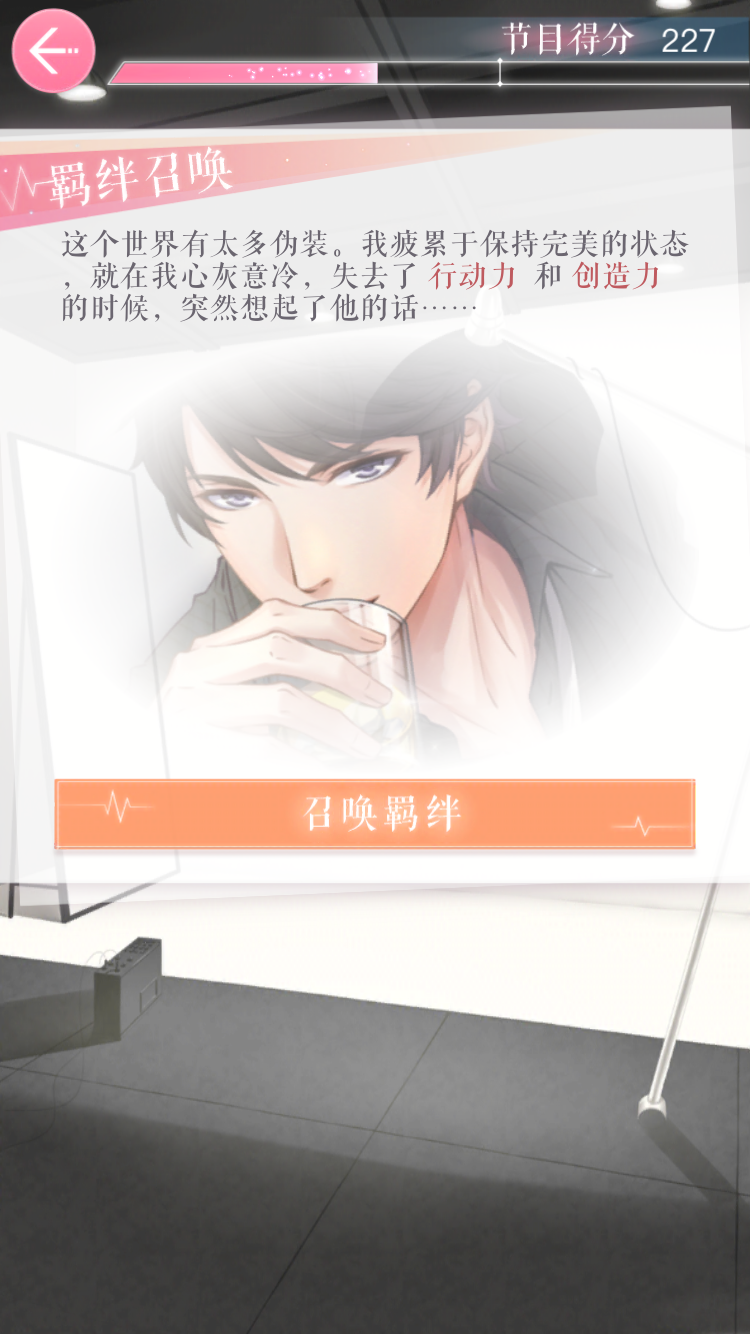 节目得分 227
羁绊召唤
这个世界有太多伪装。我疲累于保持完美的状态
，就在我心灰意冷，失去了 行动力 和 创造力
的时候，突然想起了他的话……
召唤羁绊